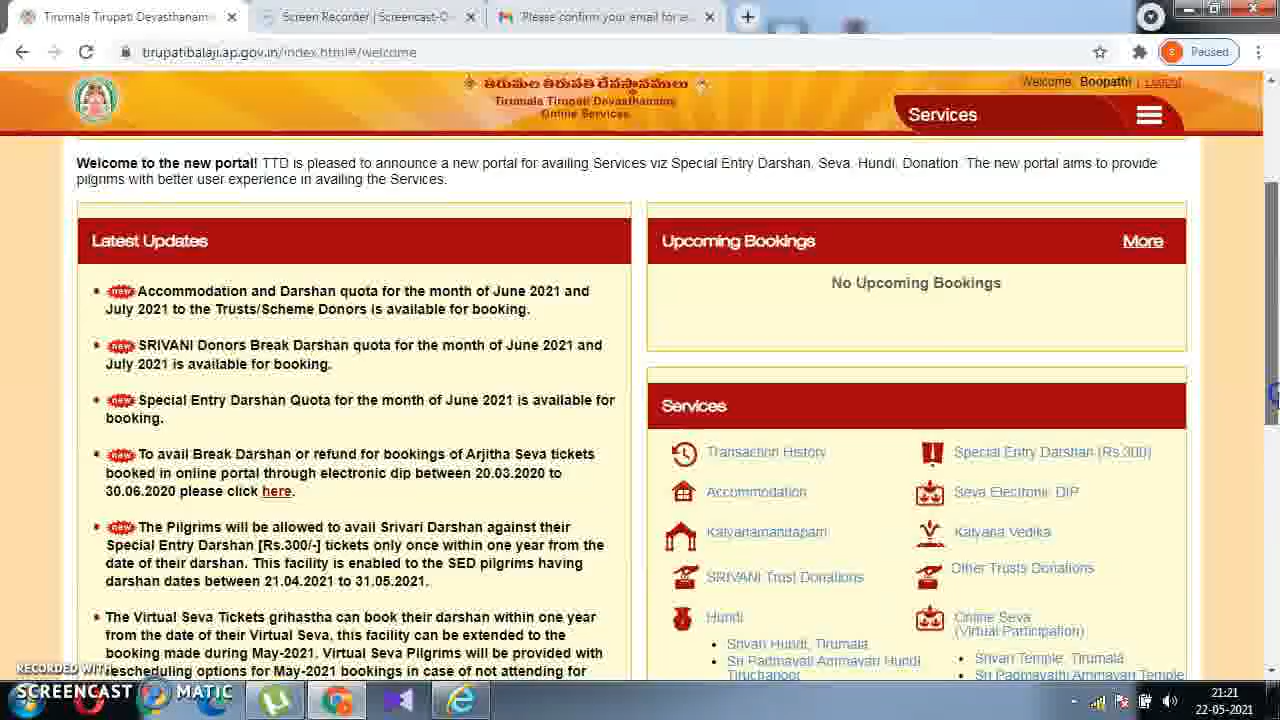 Tirumala Tirupati Devasthanam
Screen Recorder | Screencast-O
Please confirm your email for
tirupatibalaji.ap.gov.in/index.html#/welcome
Paused
తిరుమల తిరుపతి దేవస్థానములు
Tirumala Tirupati Devasthanams
Online Services
Welcome, Boopathi | Logout
Services
Welcome to the new portal! TTD is pleased to announce a new portal for availing Services viz Special Entry Darshan, Seva, Hundi, Donation. The new portal aims to provide
pilgrims with better user experience in availing the Services.
Latest Updates
new Accommodation and Darshan quota for the month of June 2021 and
July 2021 to the Trusts/Scheme Donors is available for booking.
new SRIVANI Donors Break Darshan quota for the month of June 2021 and
July 2021 is available for booking.
new Special Entry Darshan Quota for the month of June 2021 is available for
booking.
new To avail Break Darshan or refund for bookings of Arjitha Seva tickets
booked in online portal through electronic dip between 20.03.2020 to
30.06.2020 please click here.
new The Pilgrims will be allowed to avail Srivari Darshan against their
Special Entry Darshan [Rs.300/-] tickets only once within one year from the
date of their darshan. This facility is enabled to the SED pilgrims having
darshan dates between 21.04.2021 to 31.05.2021.
The Virtual Seva Tickets grihastha can book their darshan within one year
from the date of their Virtual Seva, this facility can be extended to the
booking made during May-2021. Virtual Seva Pilgrims will be provided with
rescheduling options for May-2021 bookings in case of not attending for
Upcoming Bookings More
No Upcoming Bookings
Services
Transaction History
Special Entry Darshan (Rs.300)
Accommodation
Seva Electronic DIP
Kalyanamandapam
Kalyana Vedika
SRIVANI Trust Donations
Other Trusts Donations
Hundi
Srivari Hundi, Tirumala
Sri Padmavati Ammavari Hundi
Tiruchanoor
Online Seva
(Virtual Participation)
Srivari Temple, Tirumala
Sri Padmavathi Ammavari Temple
RECORDED WITH
SCREENCAST MATIC
21:21
22-05-2021